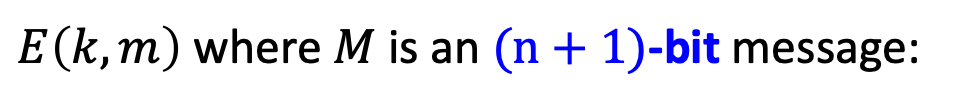 E(k, m) where M is an (n + 1)-bit message: